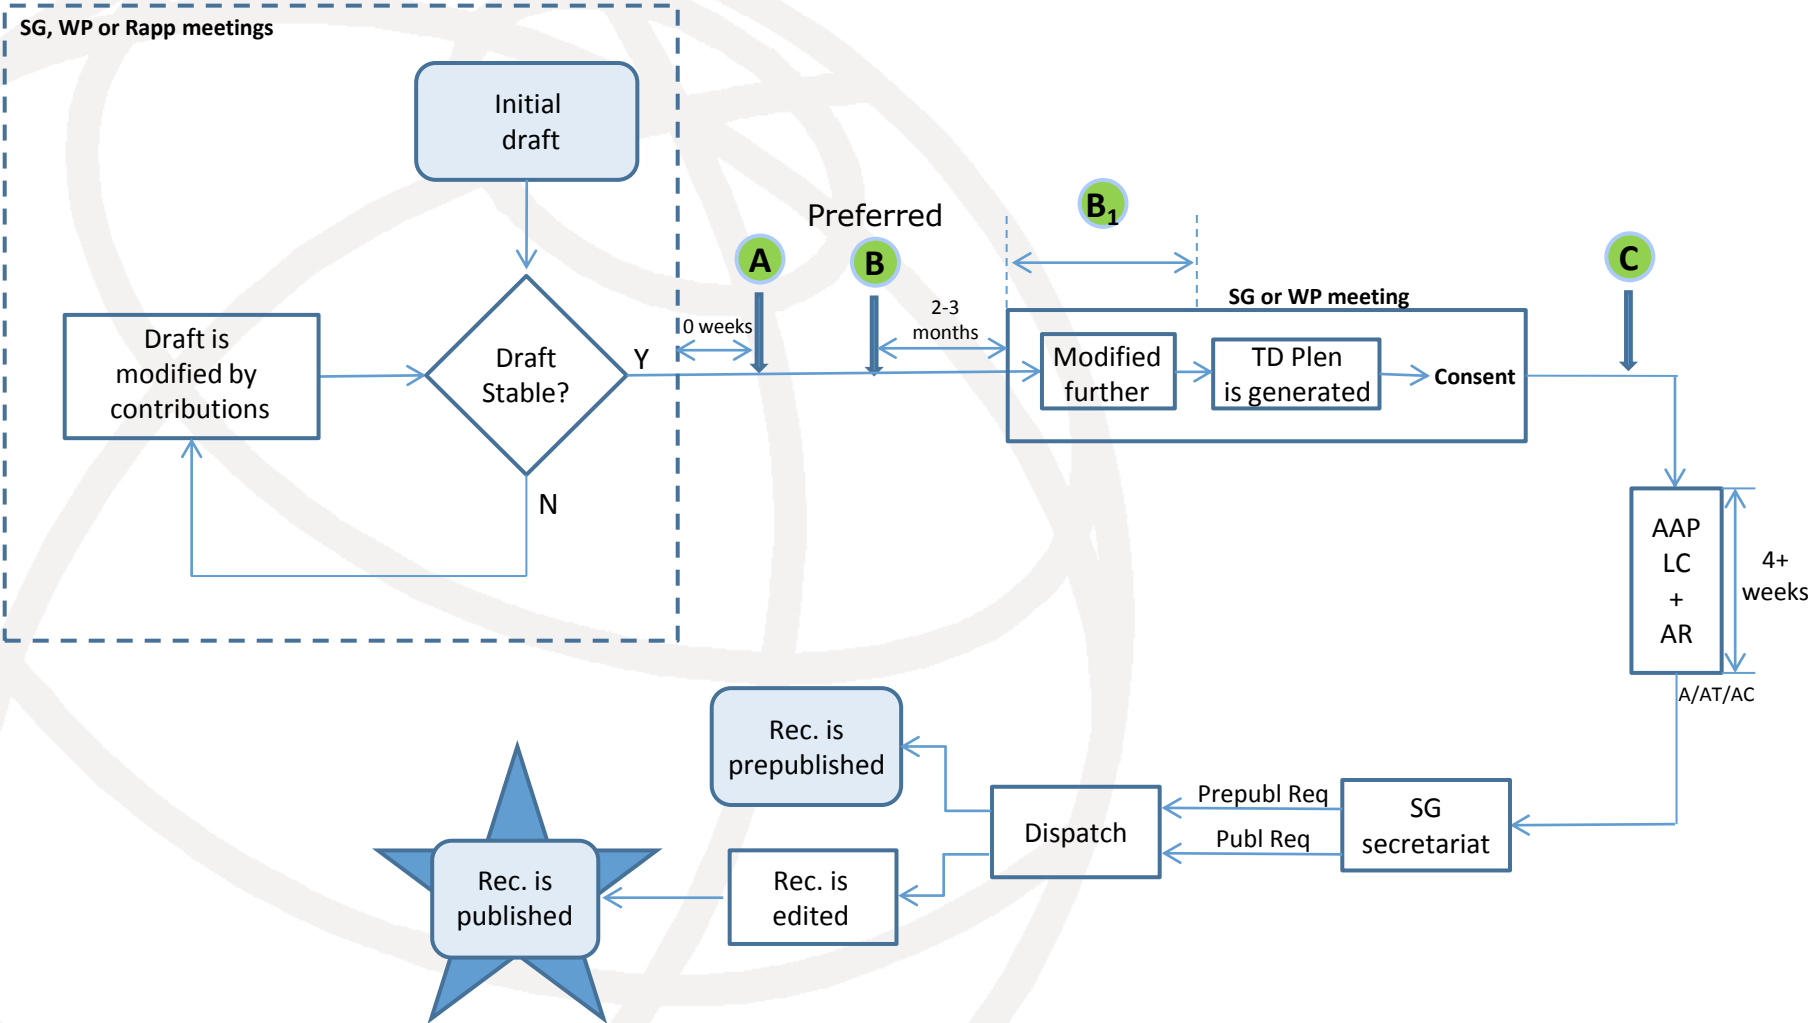 SG, WP or Rapp meetings
Initial
draft
Draft is
modified by
contributions
Draft
Stable?
Y
N
0 weeks
A
Preferred
B
2-3
months
B₁
SG or WP meeting
Modified
further
TD Plen
is generated
Consent
C
AAP
LC
+
AR
4+
weeks
A/AT/AC
SG
secretariat
Prepubl Req
Publ Req
Dispatch
Rec. is
prepublished
Rec. is
edited
Rec. is
published